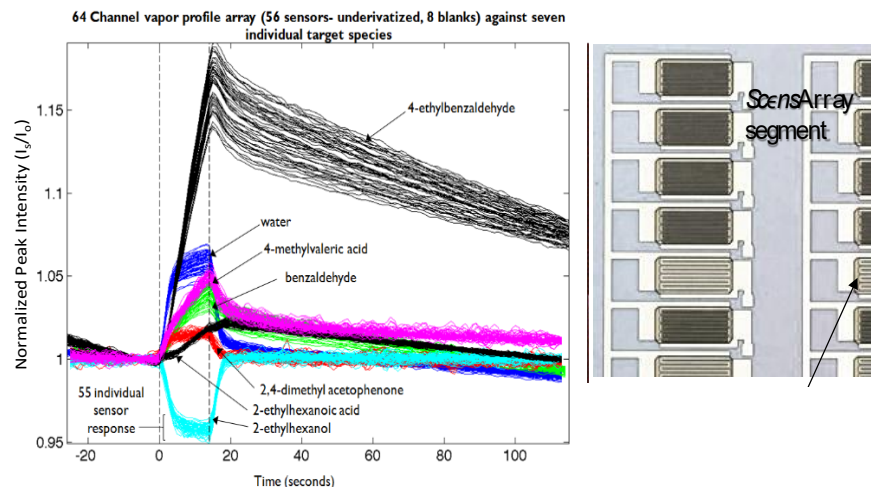 64 Channel vapor profile array (56 sensors- underivatized, 8 blanks) against seven
individual target species
Normalized Peak Intensity (Is/Io)
1.15
1.1
1.05
1
0.95
4-ethylbenzaldehyde
water
4-methylvaleric acid
benzaldehyde
55 individual
sensor
response
2,4-dimethyl acetophenone
2-ethylhexanoic acid
2-ethylhexanol
-20
0
20
40
60
80
100
Time (seconds)
ScensArray
segment